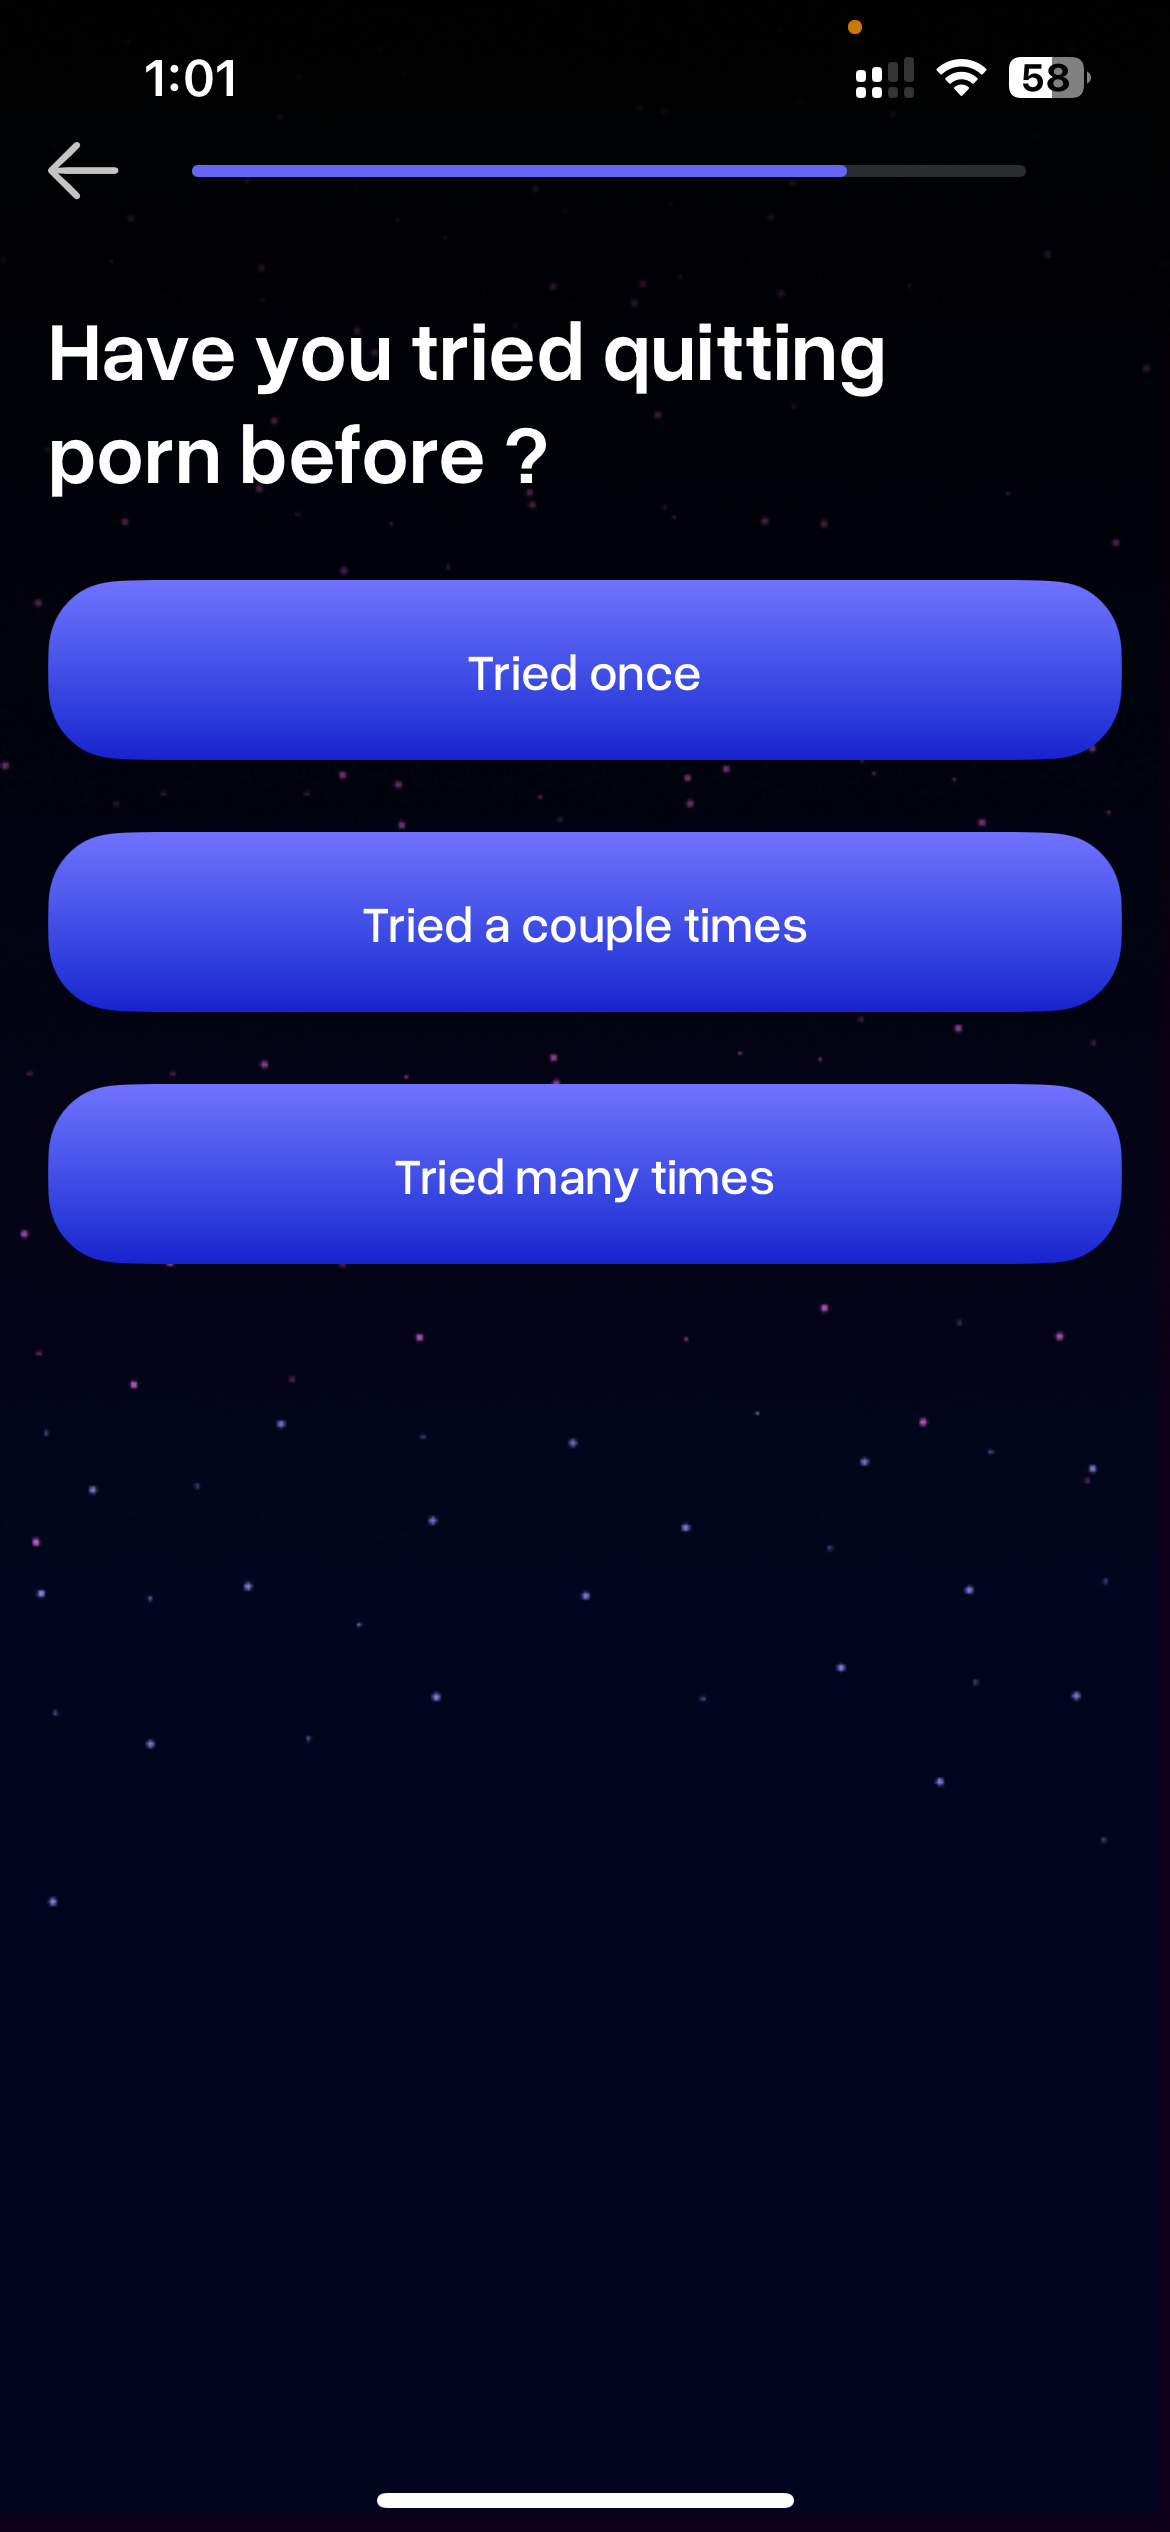 1:01
58
Have you tried quitting
porn before ?
Tried once
Tried a couple times
Tried many times